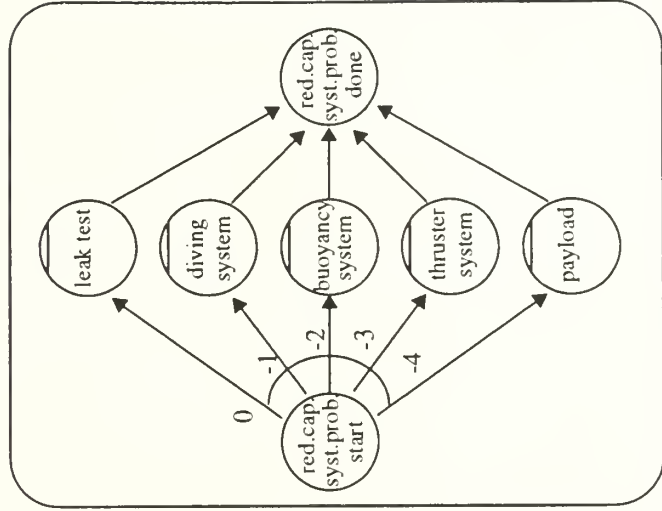 red.cap.
syst.prob.
start
0
-1
-2
-3
-4
leak test
diving
system
buoyancy
system
thruster
system
payload
red.cap.
syst.prob.
done